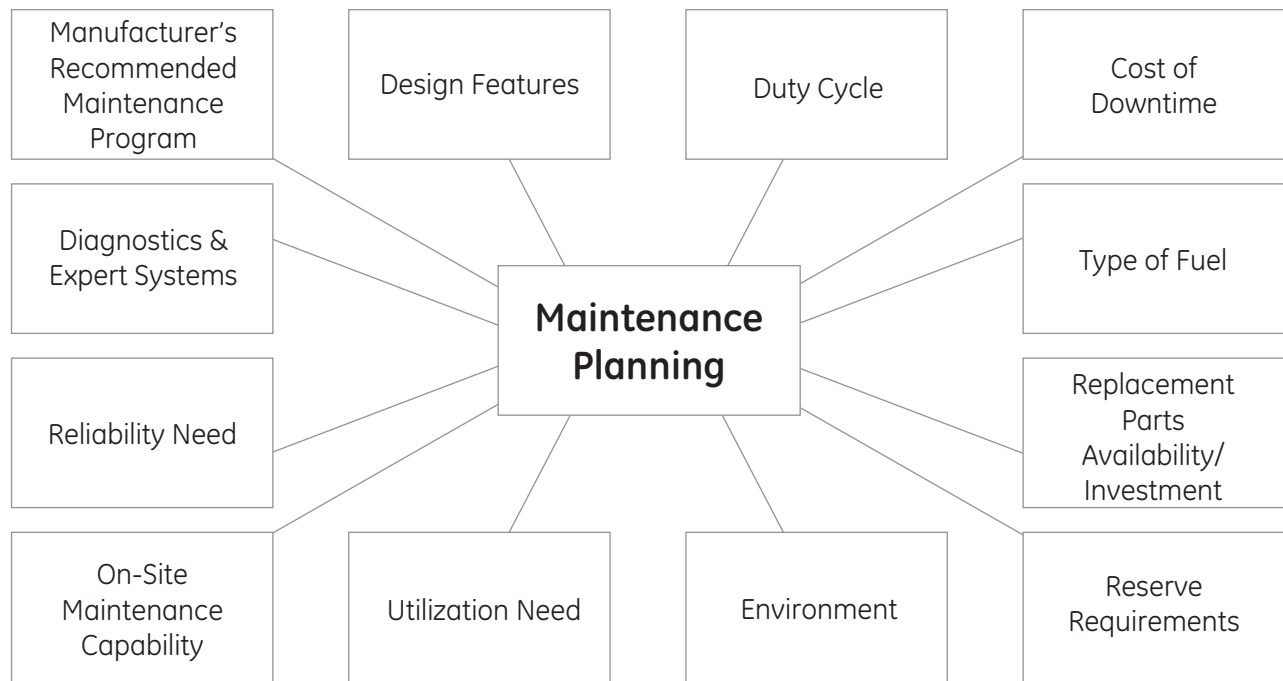 Manufacturer's
Recommended
Maintenance
Program
Design Features
Duty Cycle
Cost of
Downtime
Diagnostics &
Expert Systems
Type of Fuel
Maintenance
Planning
Reliability Need
Replacement
Parts
Availability/
Investment
On-Site
Maintenance
Capability
Utilization Need
Environment
Reserve
Requirements